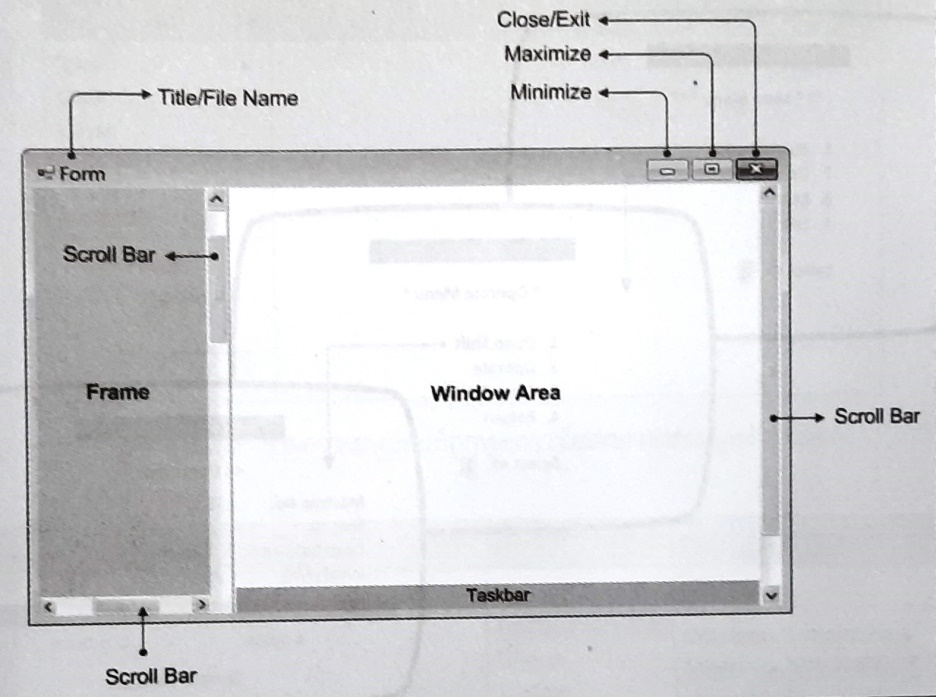 Close/Exit
Maximize
Minimize
Title/File Name
Form
Scroll Bar
Frame
Window Area
Scroll Bar
Taskbar
Scroll Bar